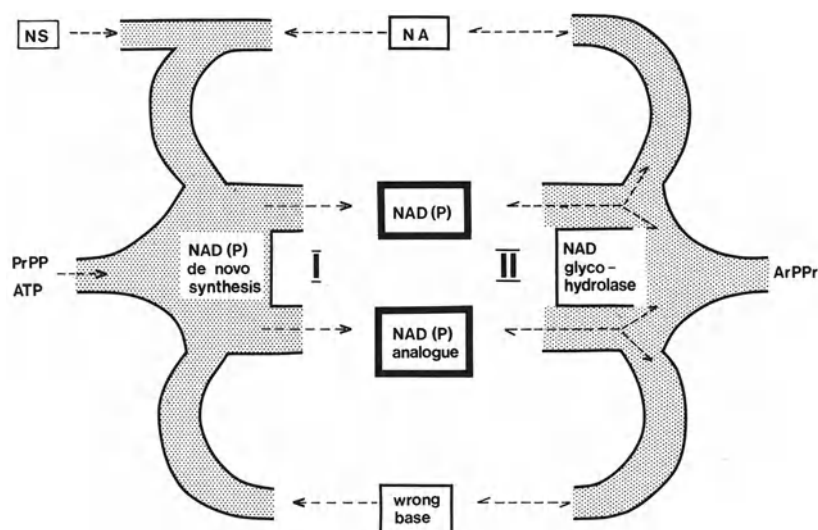 NS
NA
NAD (P)
NAD (P)
de novo
synthesis
I
II
NAD
glyco-
hydrolase
PrPP
ATP
ArPPr
NAD (P)
analogue
wrong
base